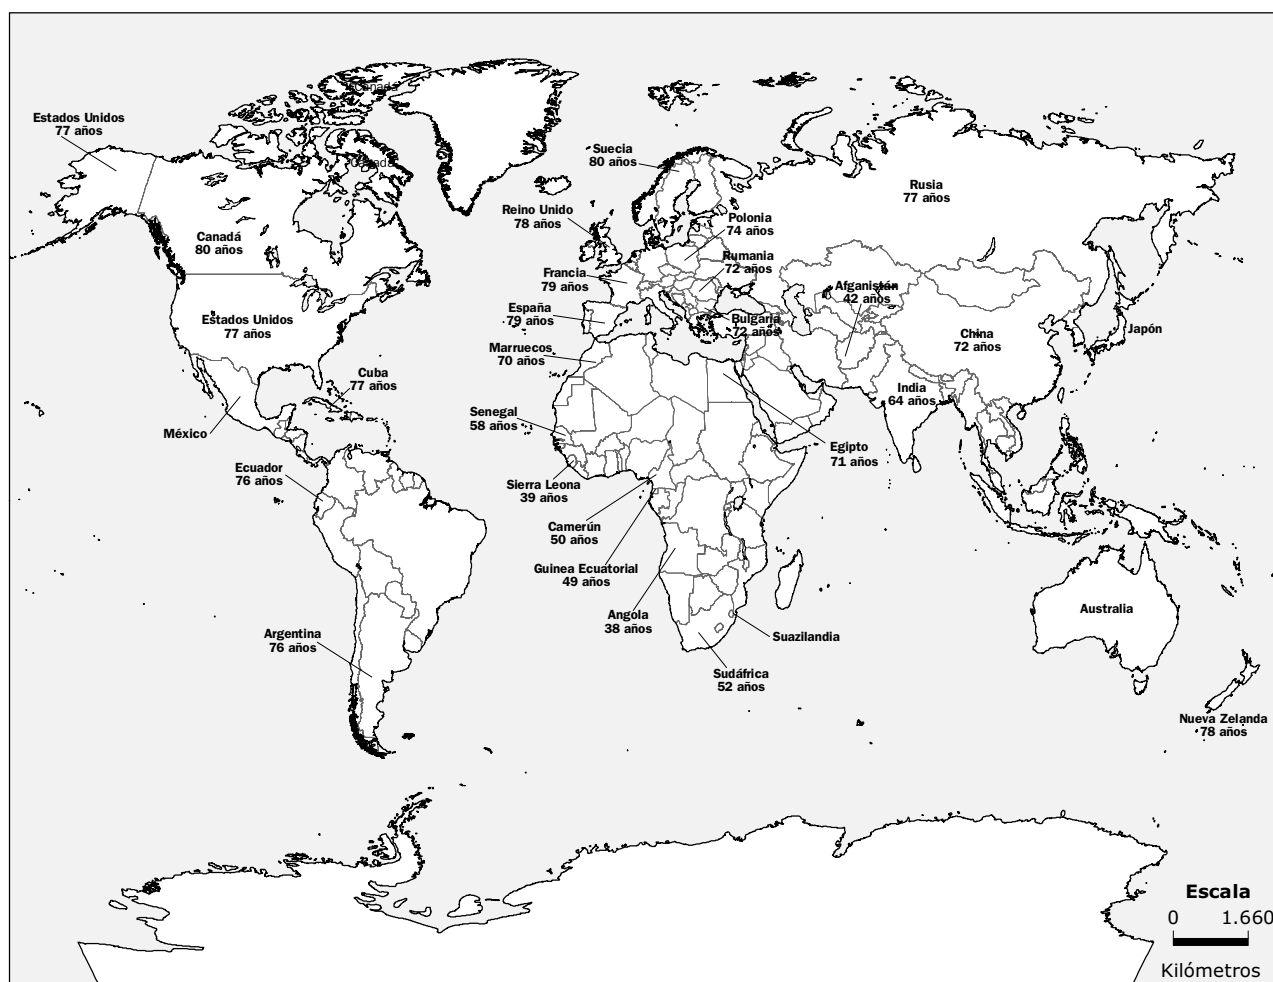 Canadá
Estados Unidos
77 años
Canadá
Suecia
80 años
Rusia
77 años
Reino Unido
78 años
Polonia
74 años
Canadá
80 años
Rumania
72 años
Francia
79 años
Afganistán
42 años
España
79 años
Estados Unidos
77 años
Bulgaria
72 años
China
72 años
Japón
Marruecos
70 años
Cuba
77 años
India
64 años
Senegal
58 años
México
Egipto
71 años
Ecuador
76 años
Sierra Leona
39 años
Camerún
50 años
Guinea Ecuatorial
49 años
Angola
38 años
Australia
Suazilandia
Argentina
76 años
Sudáfrica
52 años
Nueva Zelanda
78 años
Escala
0 1.660
Kilómetros